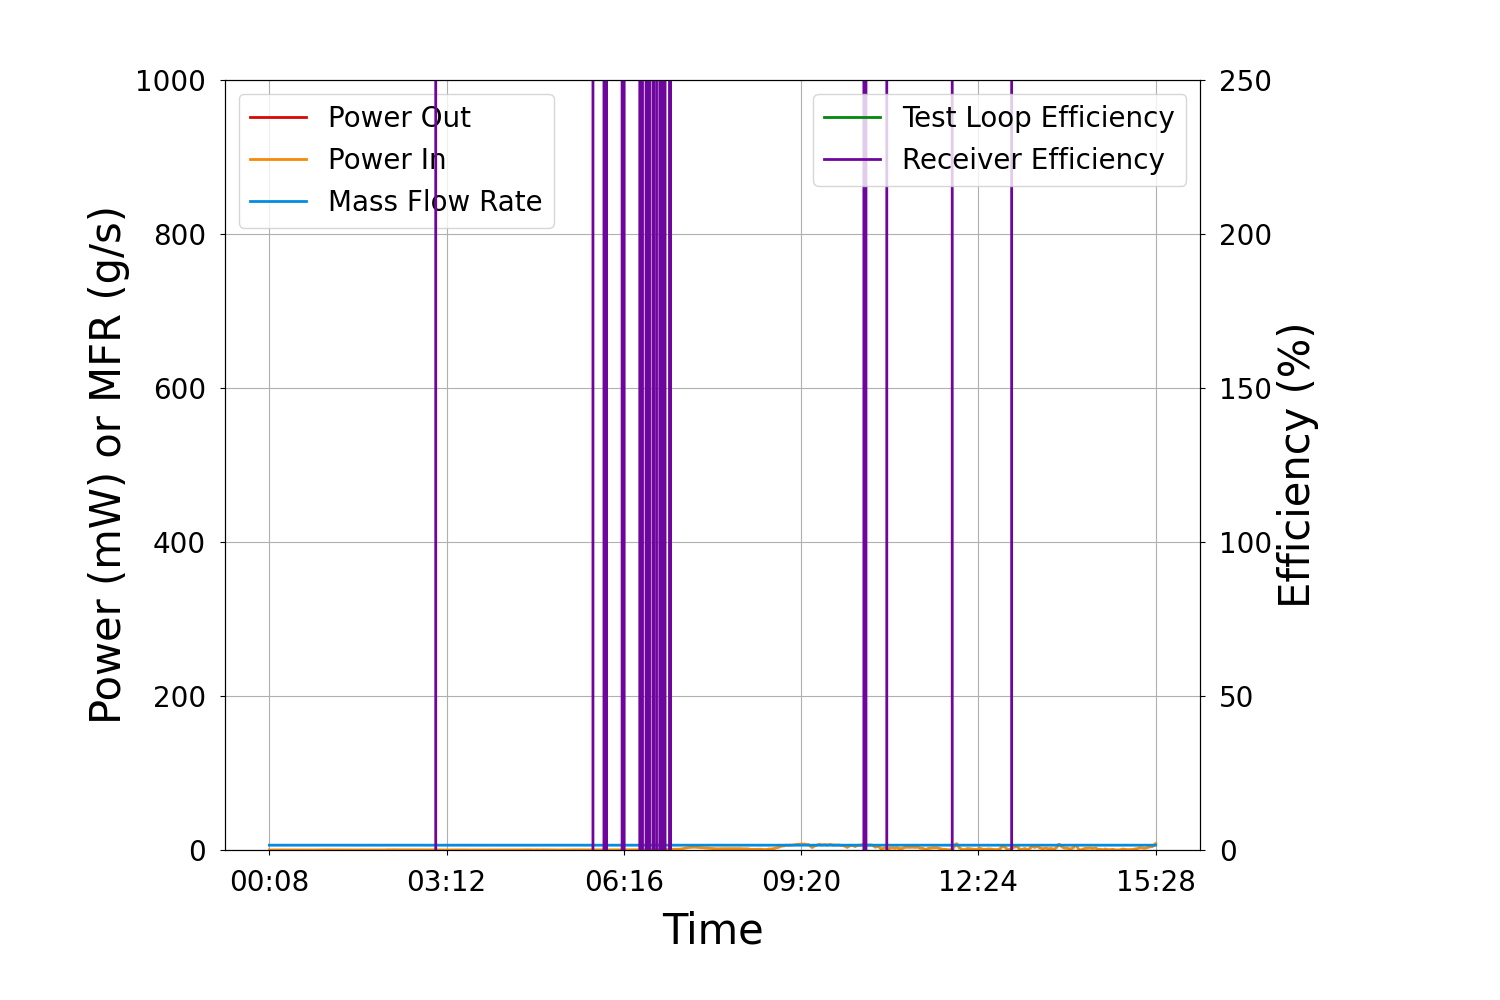 1000
800
600
400
200
0
Power (mW) or MFR (g/s)
Power Out
Power In
Mass Flow Rate
Test Loop Efficiency
Receiver Efficiency
250
200
150
100
50
0
Efficiency (%)
00:08 03:12 06:16 09:20 12:24 15:28
Time